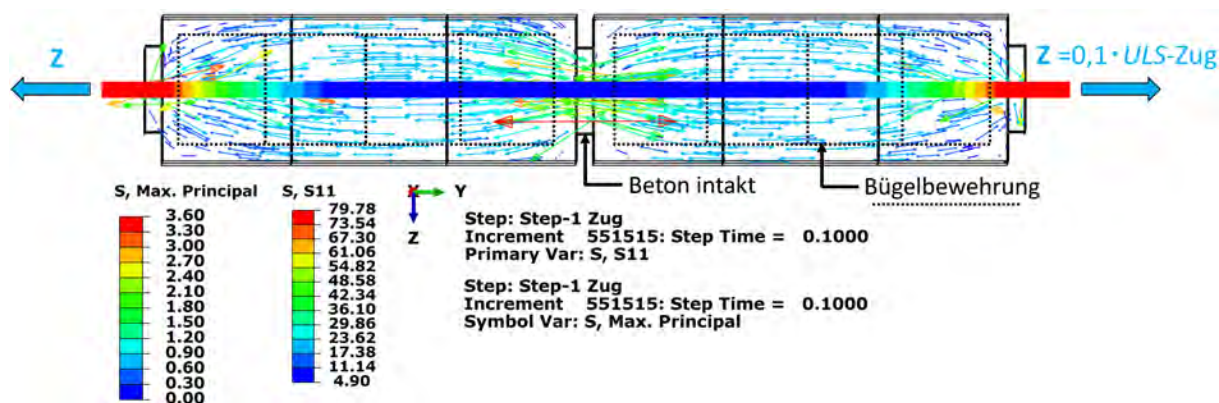 Z
Z =0,1· ULS-Zug
Beton intakt
Bügelbewehrung
S, Max. Principal
3.60
3.30
3.00
2.70
2.40
2.10
1.80
1.50
1.20
0.90
0.60
0.30
0.00
S, S11
79.78
73.54
67.30
61.06
54.82
48.58
42.34
36.10
29.86
23.62
17.38
11.14
4.90
X
Y
Z
Step: Step-1 Zug
Increment 551515: Step Time = 0.1000
Primary Var: S, S11
Step: Step-1 Zug
Increment 551515: Step Time = 0.1000
Symbol Var: S, Max. Principal